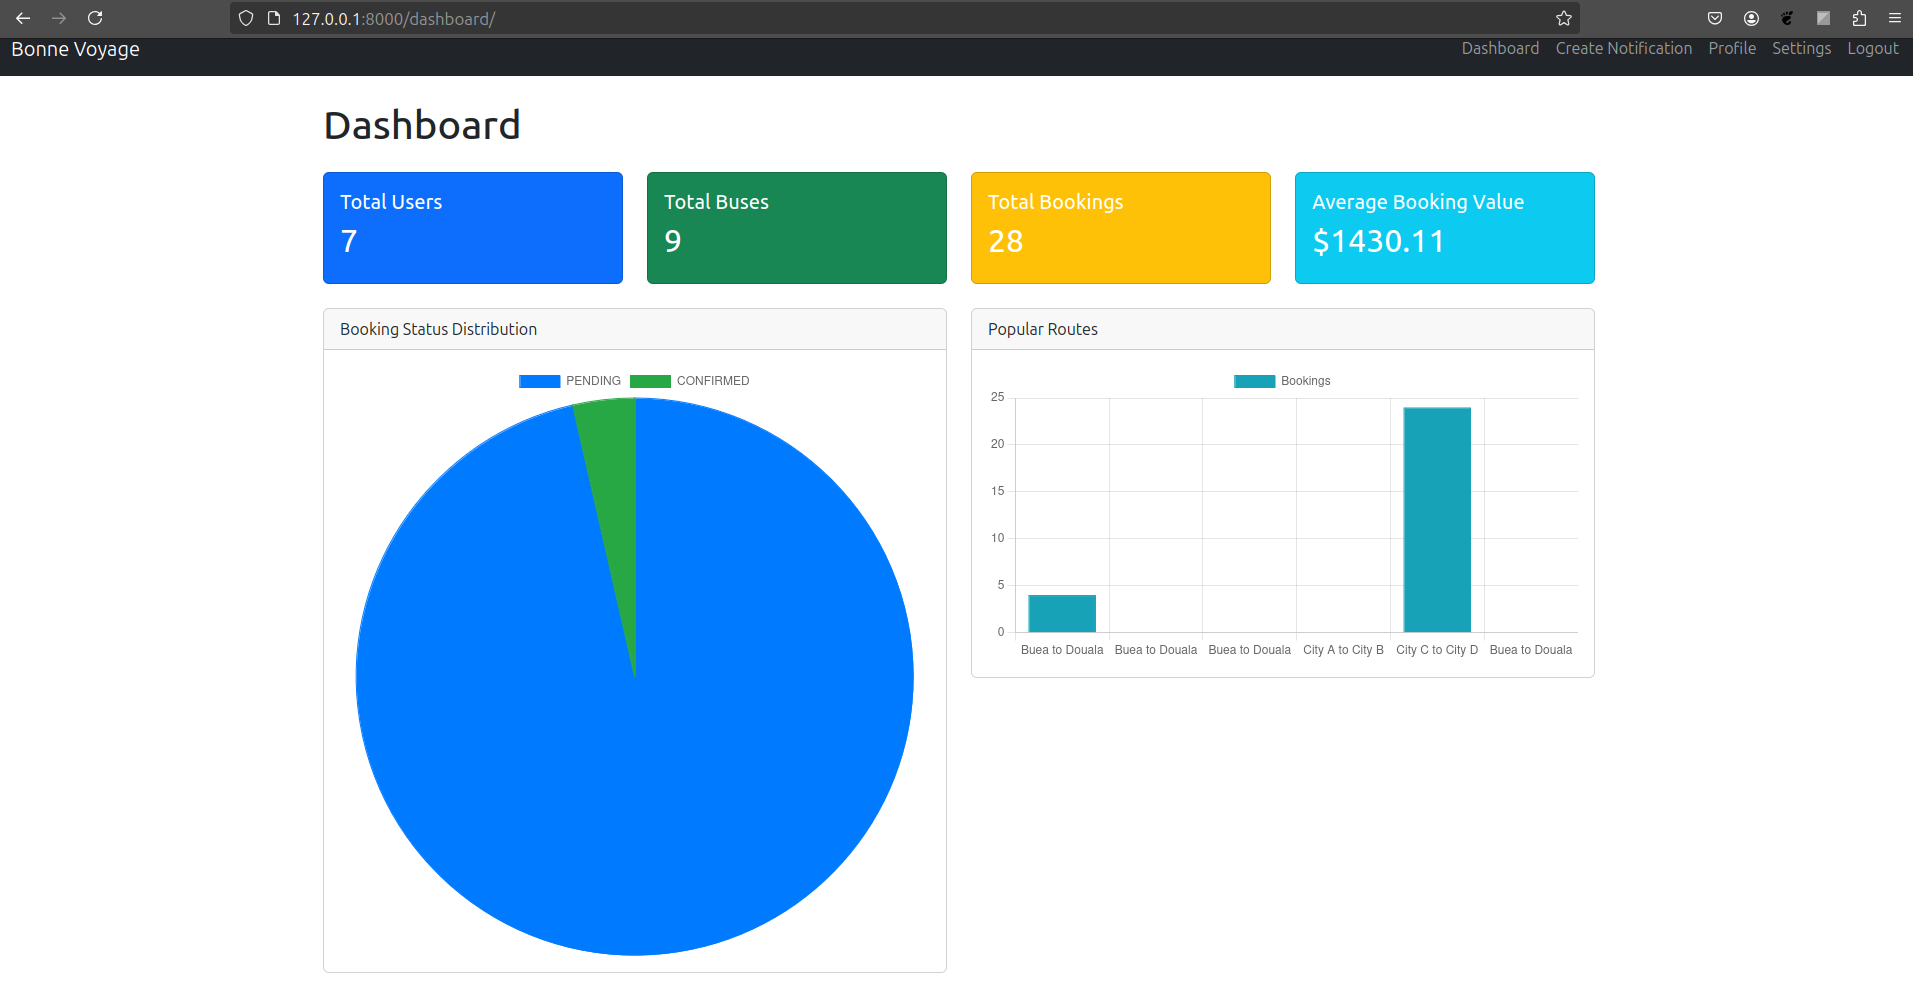 127.0.0.1:8000/dashboard/
Bonne Voyage
Dashboard Create Notification Profile Settings Logout
Dashboard
Total Users
7
Total Buses
9
Total Bookings
28
Average Booking Value
$1430.11
Booking Status Distribution
PENDING CONFIRMED
Popular Routes
Bookings
25
20
15
10
5
0
Buea to Douala Buea to Douala Buea to Douala City A to City B City C to City D Buea to Douala